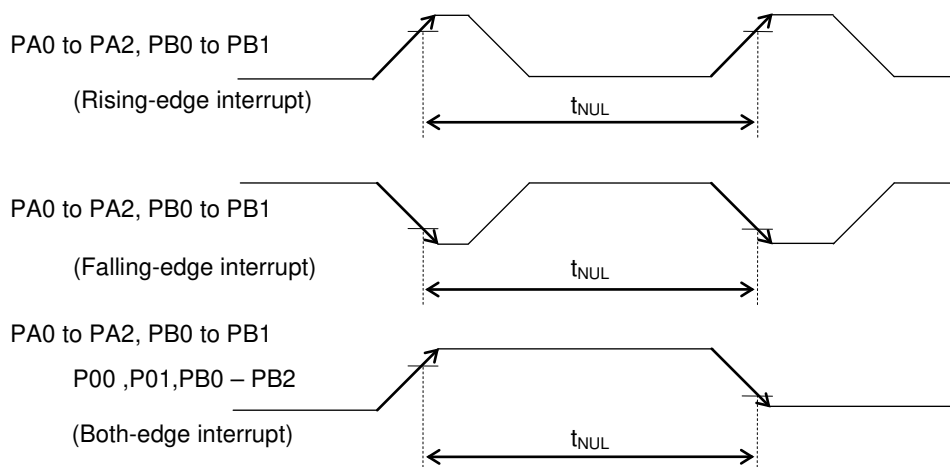 PA0 to PA2, PB0 to PB1
(Rising-edge interrupt)
tNUL
PA0 to PA2, PB0 to PB1
(Falling-edge interrupt)
tNUL
PA0 to PA2, PB0 to PB1
P00 ,P01,PB0 – PB2
(Both-edge interrupt)
tNUL